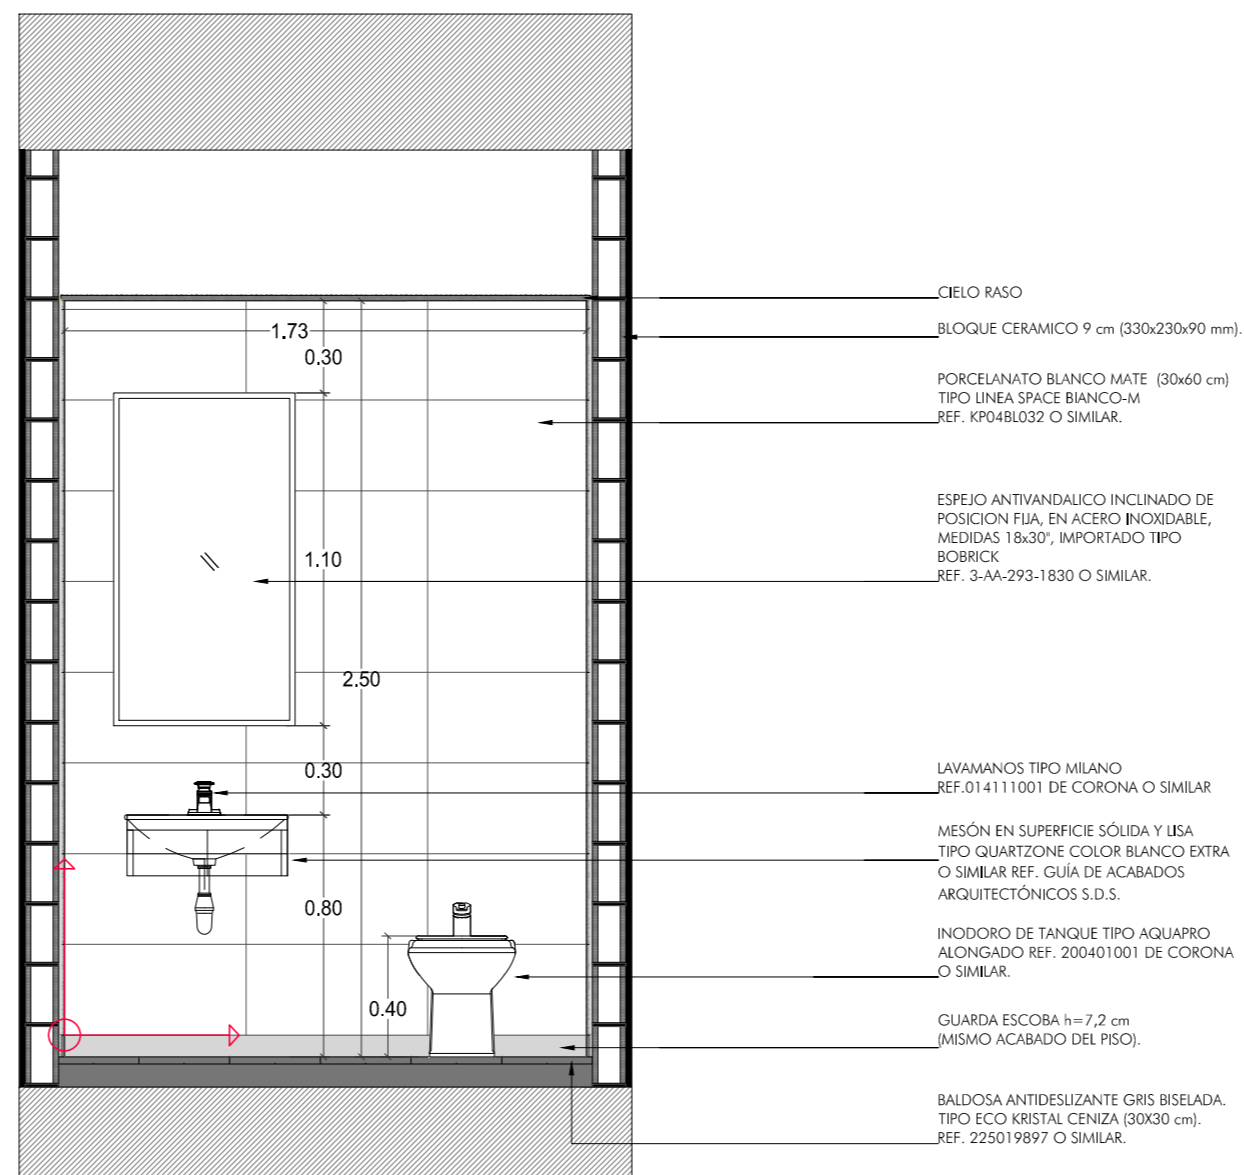 CIELO RASO
BLOQUE CERAMICO 9 cm (330x230x90 mm).
1.73
0.30
PORCELANATO BLANCO MATE (30x60 cm)
TIPO LINEA SPACE BIANCO-M
REF. KP04BL032 O SIMILAR.
ESPEJO ANTIVANDALICO INCLINADO DE
POSICION FIJA, EN ACERO INOXIDABLE,
MEDIDAS 18x30", IMPORTADO TIPO
BOBRICK
REF. 3-AA-293-1830 O SIMILAR.
1.10
2.50
0.30
LAVAMANOS TIPO MILANO
REF.014111001 DE CORONA O SIMILAR
MESÓN EN SUPERFICIE SÓLIDA Y LISA
TIPO QUARTZONE COLOR BLANCO EXTRA
O SIMILAR REF. GUÍA DE ACABADOS
ARQUITECTÓNICOS S.D.S.
0.80
INODORO DE TANQUE TIPO AQUAPRO
ALONGADO REF. 200401001 DE CORONA
O SIMILAR.
0.40
GUARDA ESCOBA h=7,2 cm
(MISMO ACABADO DEL PISO).
BALDOSA ANTIDESLIZANTE GRIS BISELADA.
TIPO ECO KRISTAL CENIZA (30X30 cm).
REF. 225019897 O SIMILAR.